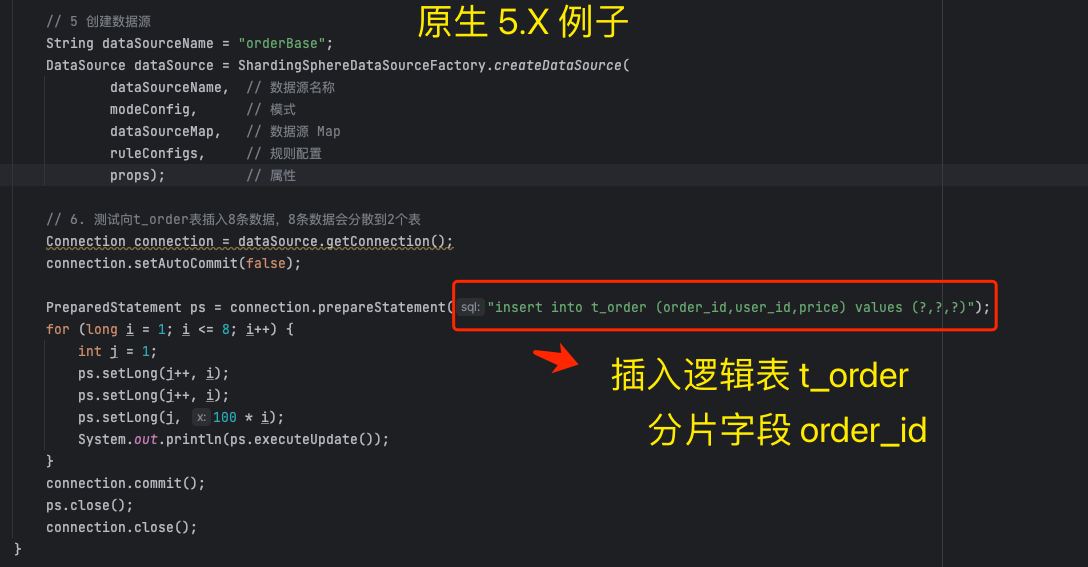 原生 5.X 例子
// 5 创建数据源
String dataSourceName = "orderBase";
DataSource dataSource = ShardingSphereDataSourceFactory.createDataSource(
dataSourceName, // 数据源名称
modeConfig, // 模式
dataSourceMap, // 数据源 Map
ruleConfigs, // 规则配置
props); // 属性
// 6. 测试向t_order表插入8条数据，8条数据会分散到2个表
Connection connection = dataSource.getConnection();
connection.setAutoCommit(false);
PreparedStatement ps = connection.prepareStatement( sql: "insert into t_order (order_id,user_id,price) values (?,?,?)");
for (long i = 1; i <= 8; i++) {
int j = 1;
ps.setLong(j++, i);
ps.setLong(j++, i);
ps.setLong(j, x: 100 * i);
System.out.println(ps.executeUpdate());
}
connection.commit();
ps.close();
connection.close();
}
插入逻辑表 t_order
分片字段 order_id